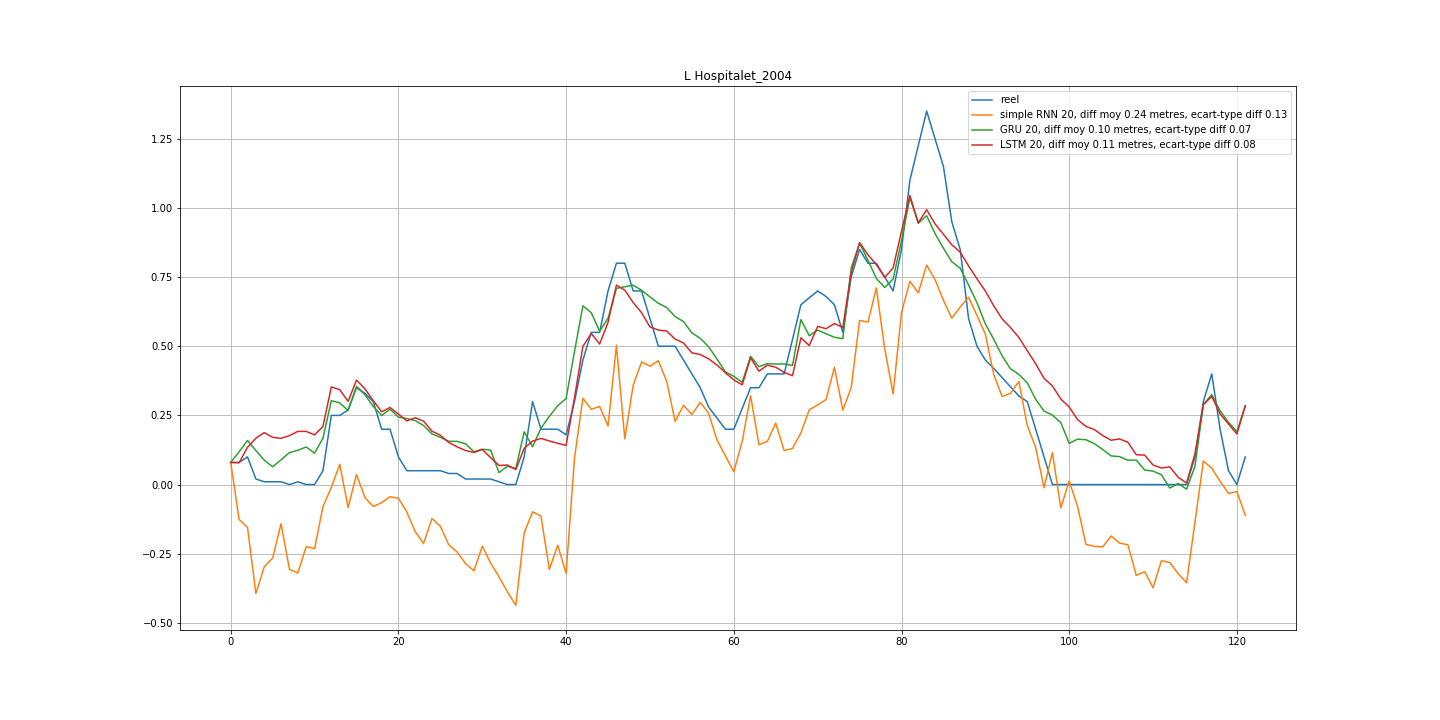 L Hospitalet_2004
reel
simple RNN 20, diff moy 0.24 metres, ecart-type diff 0.13
GRU 20, diff moy 0.10 metres, ecart-type diff 0.07
LSTM 20, diff moy 0.11 metres, ecart-type diff 0.08
1.25
1.00
0.75
0.50
0.25
0.00
−0.25
−0.50
0 20 40 60 80 100 120